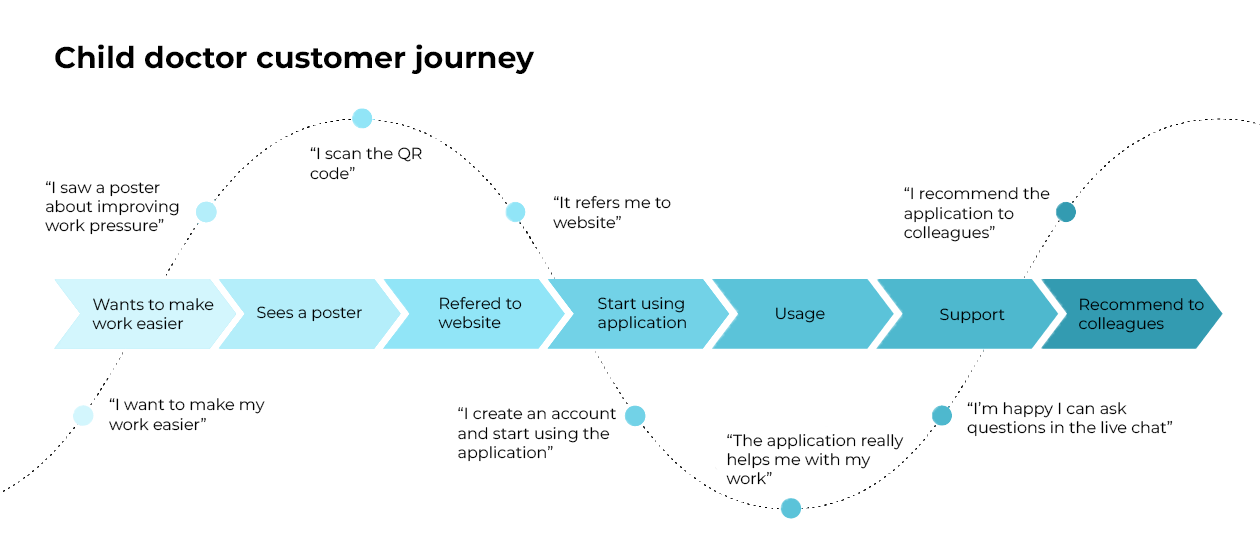 Child doctor customer journey
“I scan the QR
code”
“I saw a poster
about improving
work pressure”
“It refers me to
website”
“I recommend the
application to
colleagues”
Wants to make
work easier
Sees a poster
Refered to
website
Start using
application
Usage
Support
Recommend to
colleagues
“I want to make my
work easier”
“I create an account
and start using the
application”
“The application really
helps me with my
work”
“I’m happy I can ask
questions in the live chat”